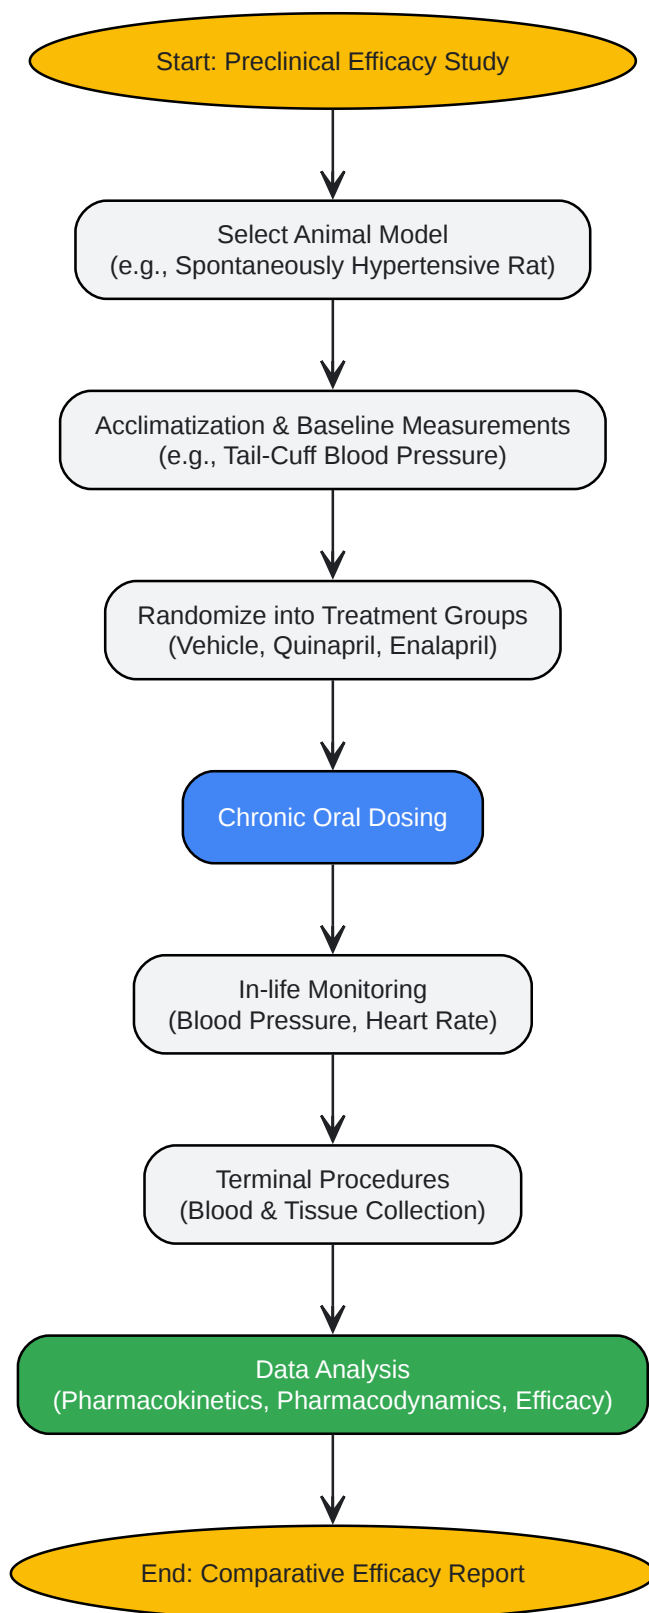 Start: Preclinical Efficacy Study
Select Animal Model
(e.g., Spontaneously Hypertensive Rat)
Acclimatization & Baseline Measurements
(e.g., Tail-Cuff Blood Pressure)
Randomize into Treatment Groups
(Vehicle, Quinapril, Enalapril)
Chronic Oral Dosing
In-life Monitoring
(Blood Pressure, Heart Rate)
Terminal Procedures
(Blood & Tissue Collection)
Data Analysis
(Pharmacokinetics, Pharmacodynamics, Efficacy)
End: Comparative Efficacy Report